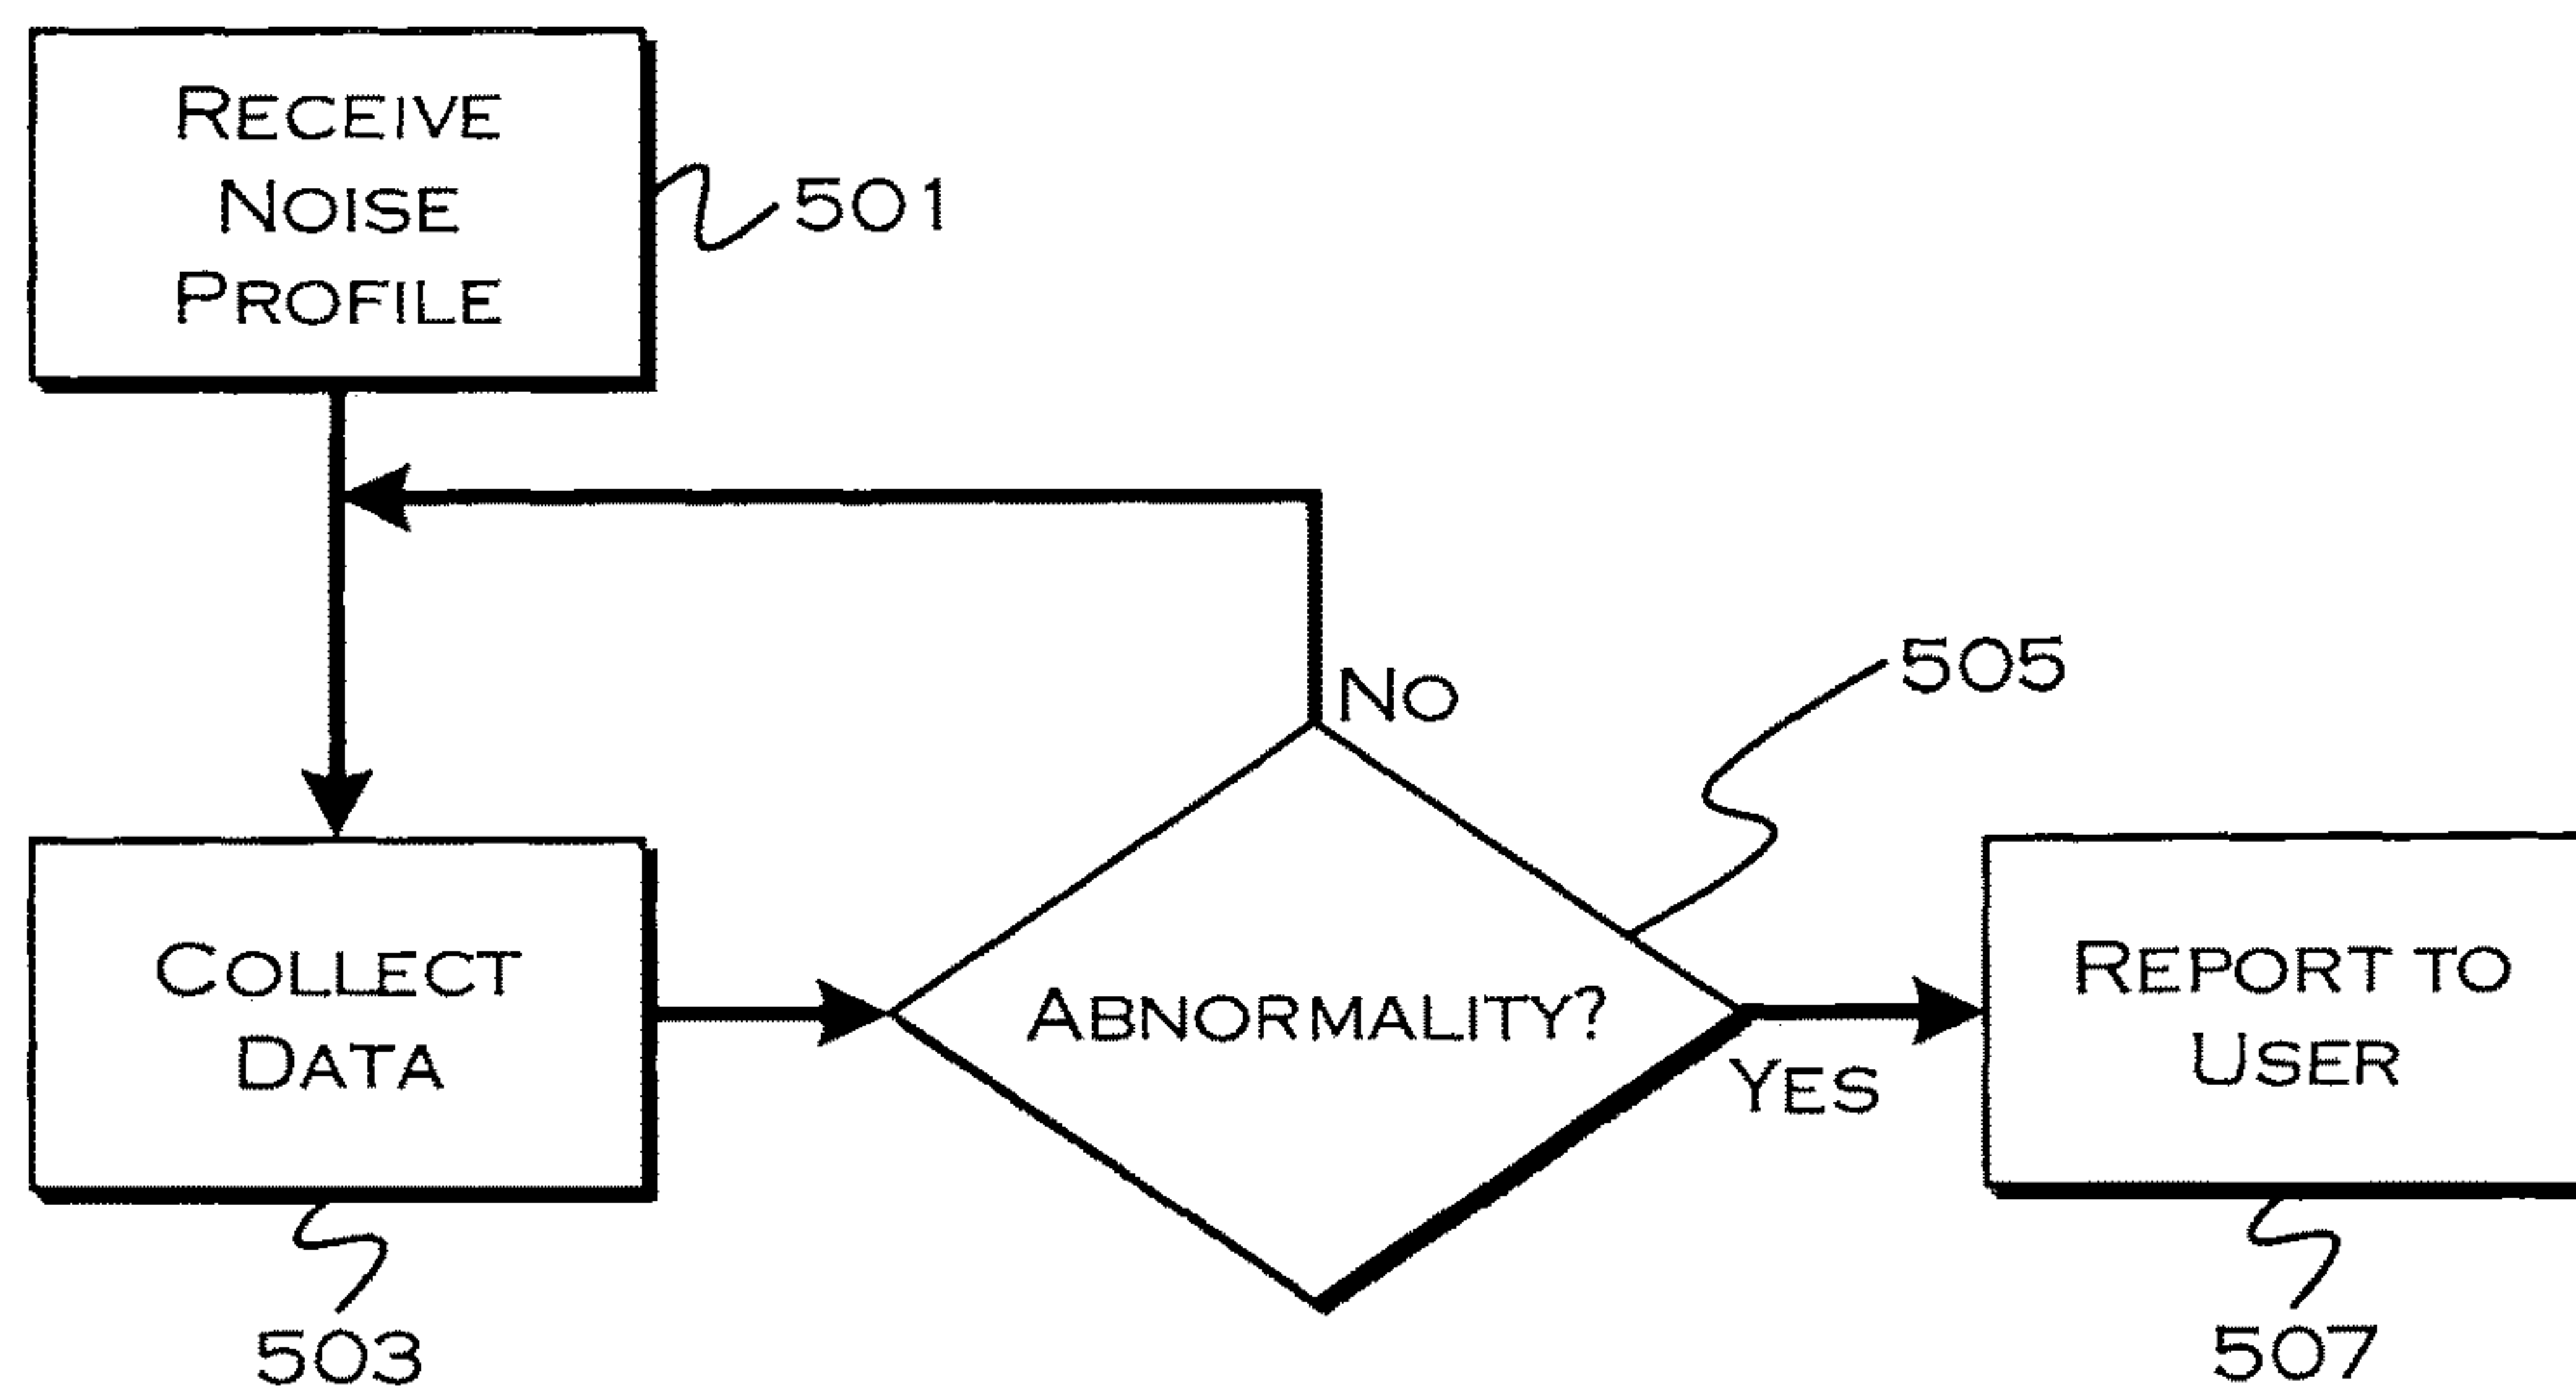 RECEIVE
NOISE
PROFILE
501
NO
505
COLLECT
DATA
ABNORMALITY?
YES
REPORT TO
USER
503
507